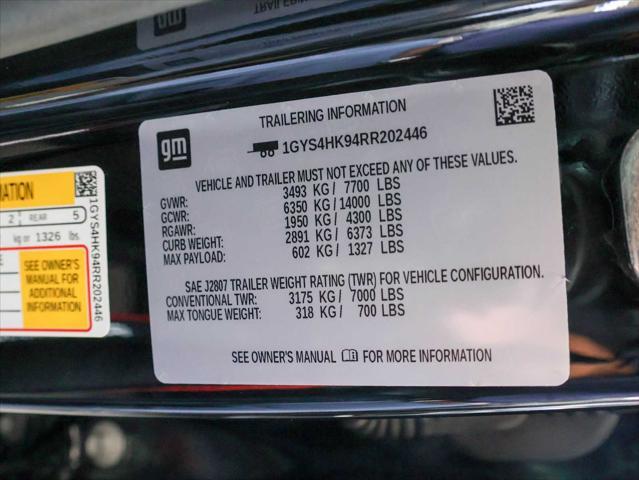 gm
TRAILERING INFORMATION
gm
1GYS4HK94RR202446
VEHICLE AND TRAILER MUST NOT EXCEED ANY OF THESE VALUES.
GVWR: 3493 KG / 7700 LBS
GCWR: 6350 KG / 14000 LBS
RGAWR: 1950 KG / 4300 LBS
CURB WEIGHT: 2891 KG / 6373 LBS
MAX PAYLOAD: 602 KG / 1327 LBS
SAE J2807 TRAILER WEIGHT RATING (TWR) FOR VEHICLE CONFIGURATION.
CONVENTIONAL TWR: 3175 KG / 7000 LBS
MAX TONGUE WEIGHT: 318 KG / 700 LBS
SEE OWNER'S MANUAL FOR MORE INFORMATION
MATION
2 REAR 5
kg or 1326 lbs.
SEE OWNER'S
MANUAL FOR
ADDITIONAL
INFORMATION
1GYS4HK94RR202446